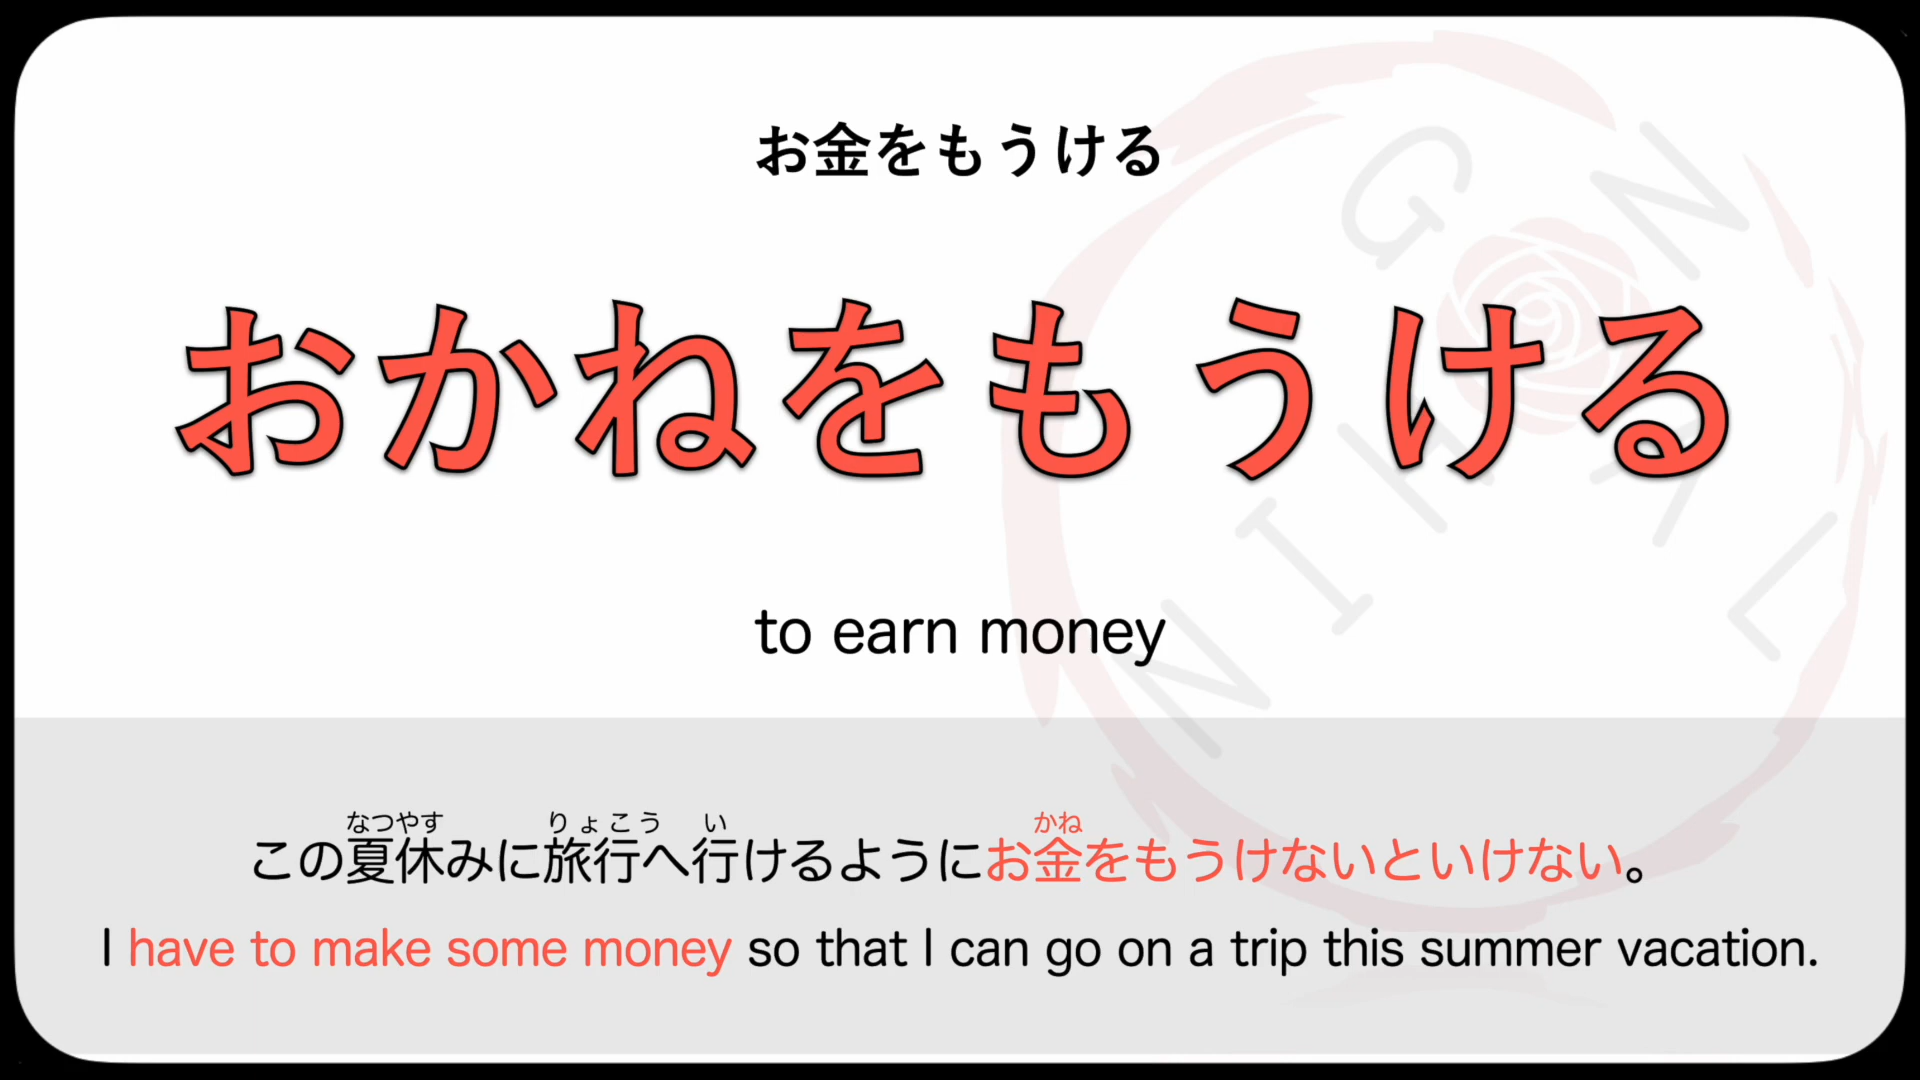 お金をもうける
おかねをもうける
to earn money
なつやす りょこう い かね
この夏休みに旅行へ行けるようにお金をもうけないといけない。
I have to make some money so that I can go on a trip this summer vacation.
NIHON
GAL